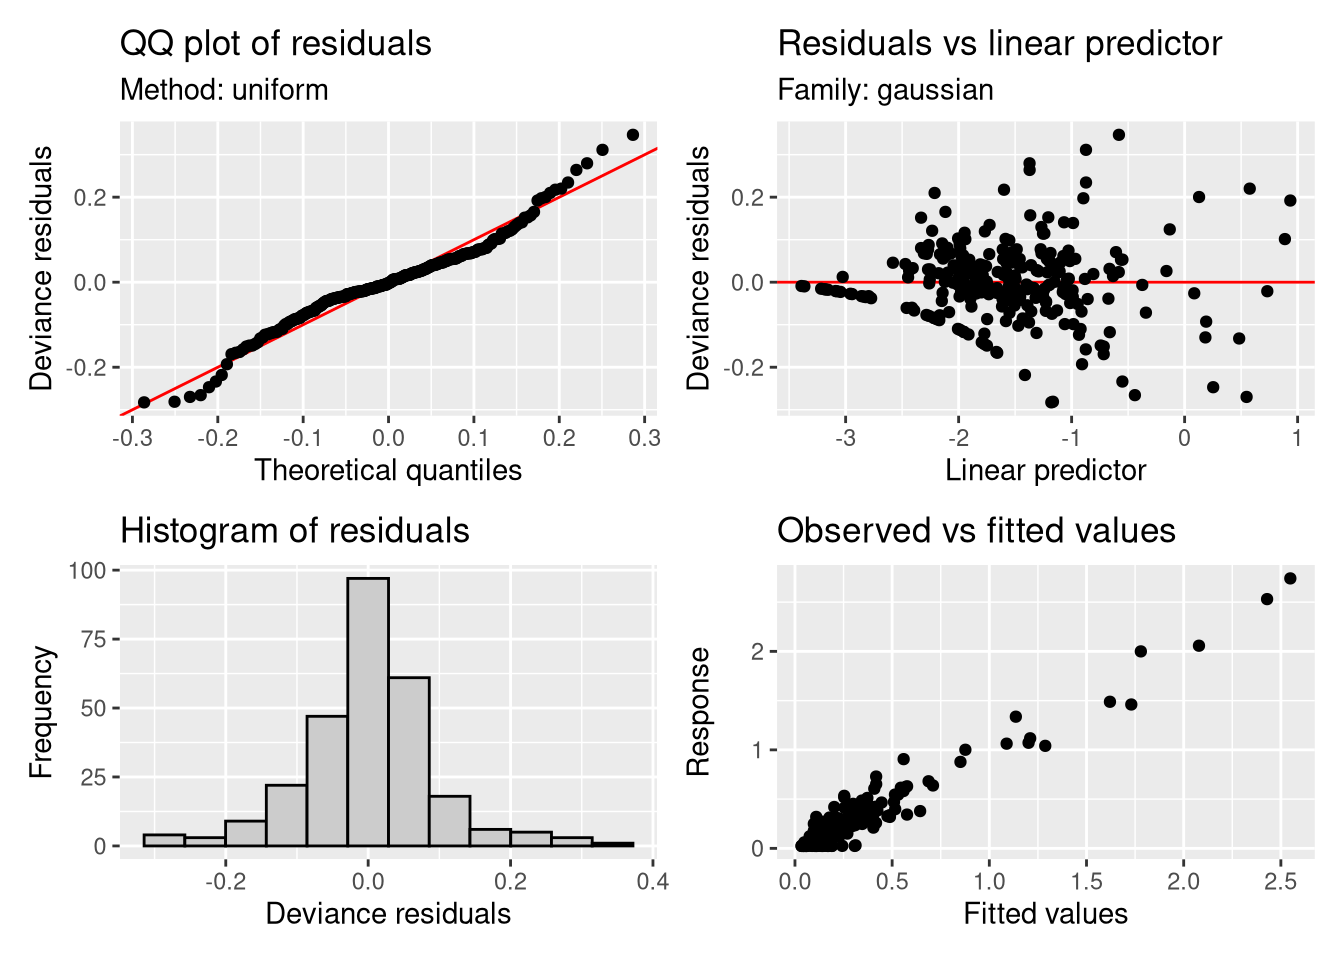 QQ plot of residuals
Method: uniform
Deviance residuals
0.2
0.0
-0.2
-0.3
-0.2
-0.1
0.0
0.1
0.2
0.3
Theoretical quantiles
Residuals vs linear predictor
Family: gaussian
Deviance residuals
0.2
0.0
-0.2
-3
-2
-1
0
1
Linear predictor
Histogram of residuals
Frequency
100
75
50
25
0
-0.2
0.0
0.2
0.4
Deviance residuals
Observed vs fitted values
Response
2
1
0
0.0
0.5
1.0
1.5
2.0
2.5
Fitted values